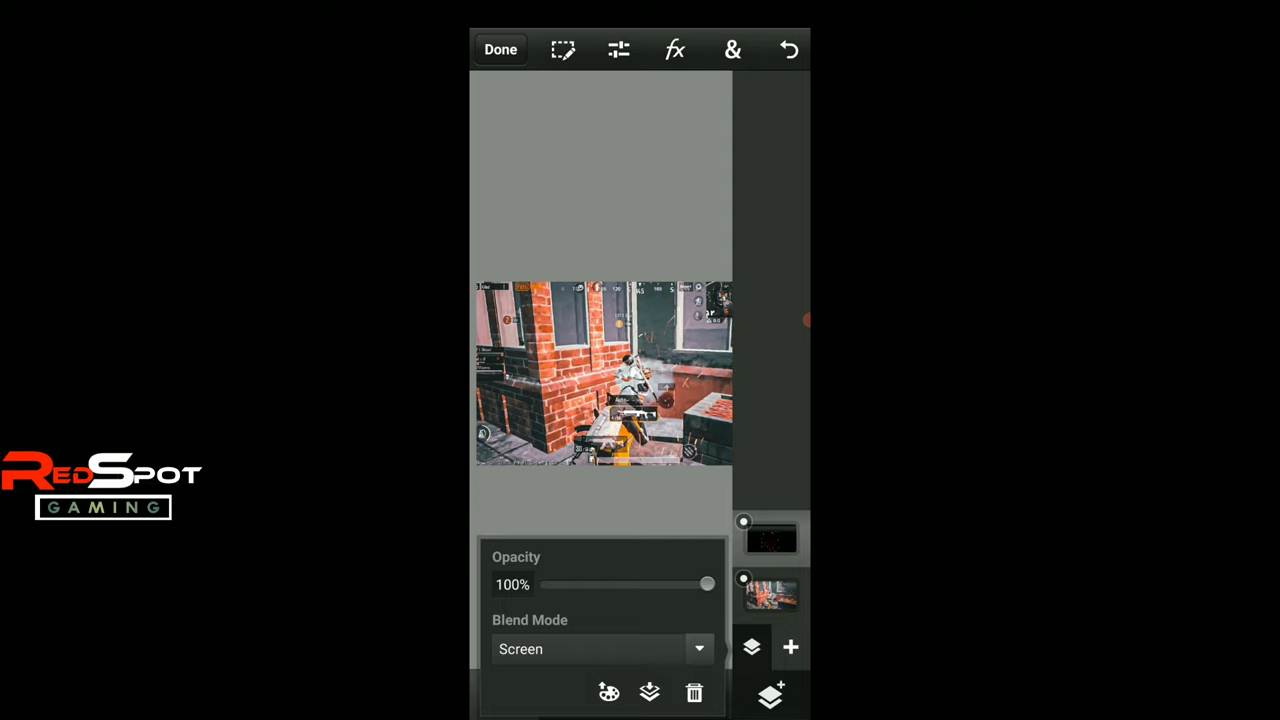 Done
fx
&
REDSPOT
GAMING
Opacity
100%
Blend Mode
Screen